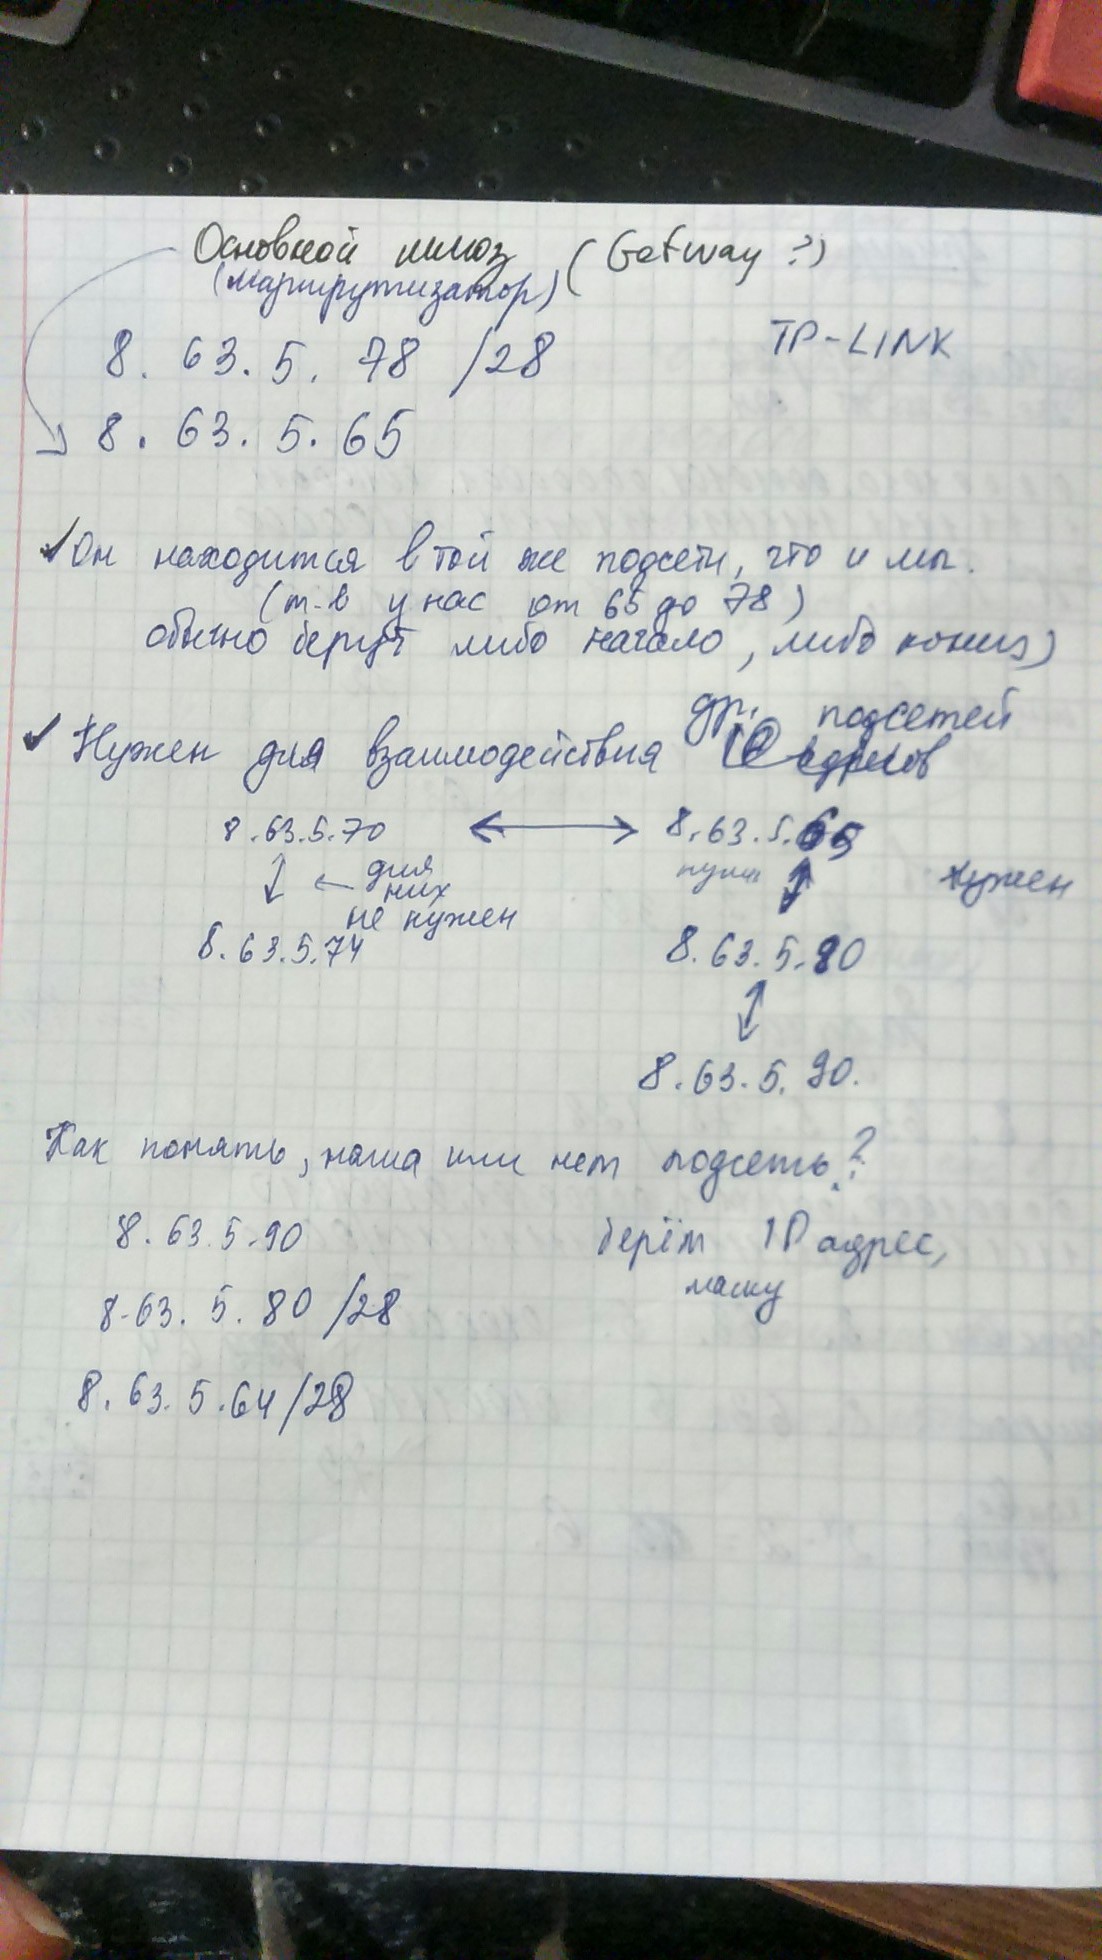 Основной шлюз (Getway ?)
(маршрутизатор)
TP-LINK
8. 63. 5. 78 /28
8. 63. 5. 65
Он находится в той же подсети, что и мы.
(т.е у нас от 65 до 78)
обычно берут либо начало, либо конец)
др. подсетей
Нужен для взаимодействия IP адресов
8.63.5.70 8.63.5.65
для них не нужен
нужен
8.63.5.74 8.63.5.80
8.63.5.90.
Как понять, наша или нет подсеть?
8.63.5.90 берём IP адрес,
маску
8.63.5.80 /28
8.63.5.64/28